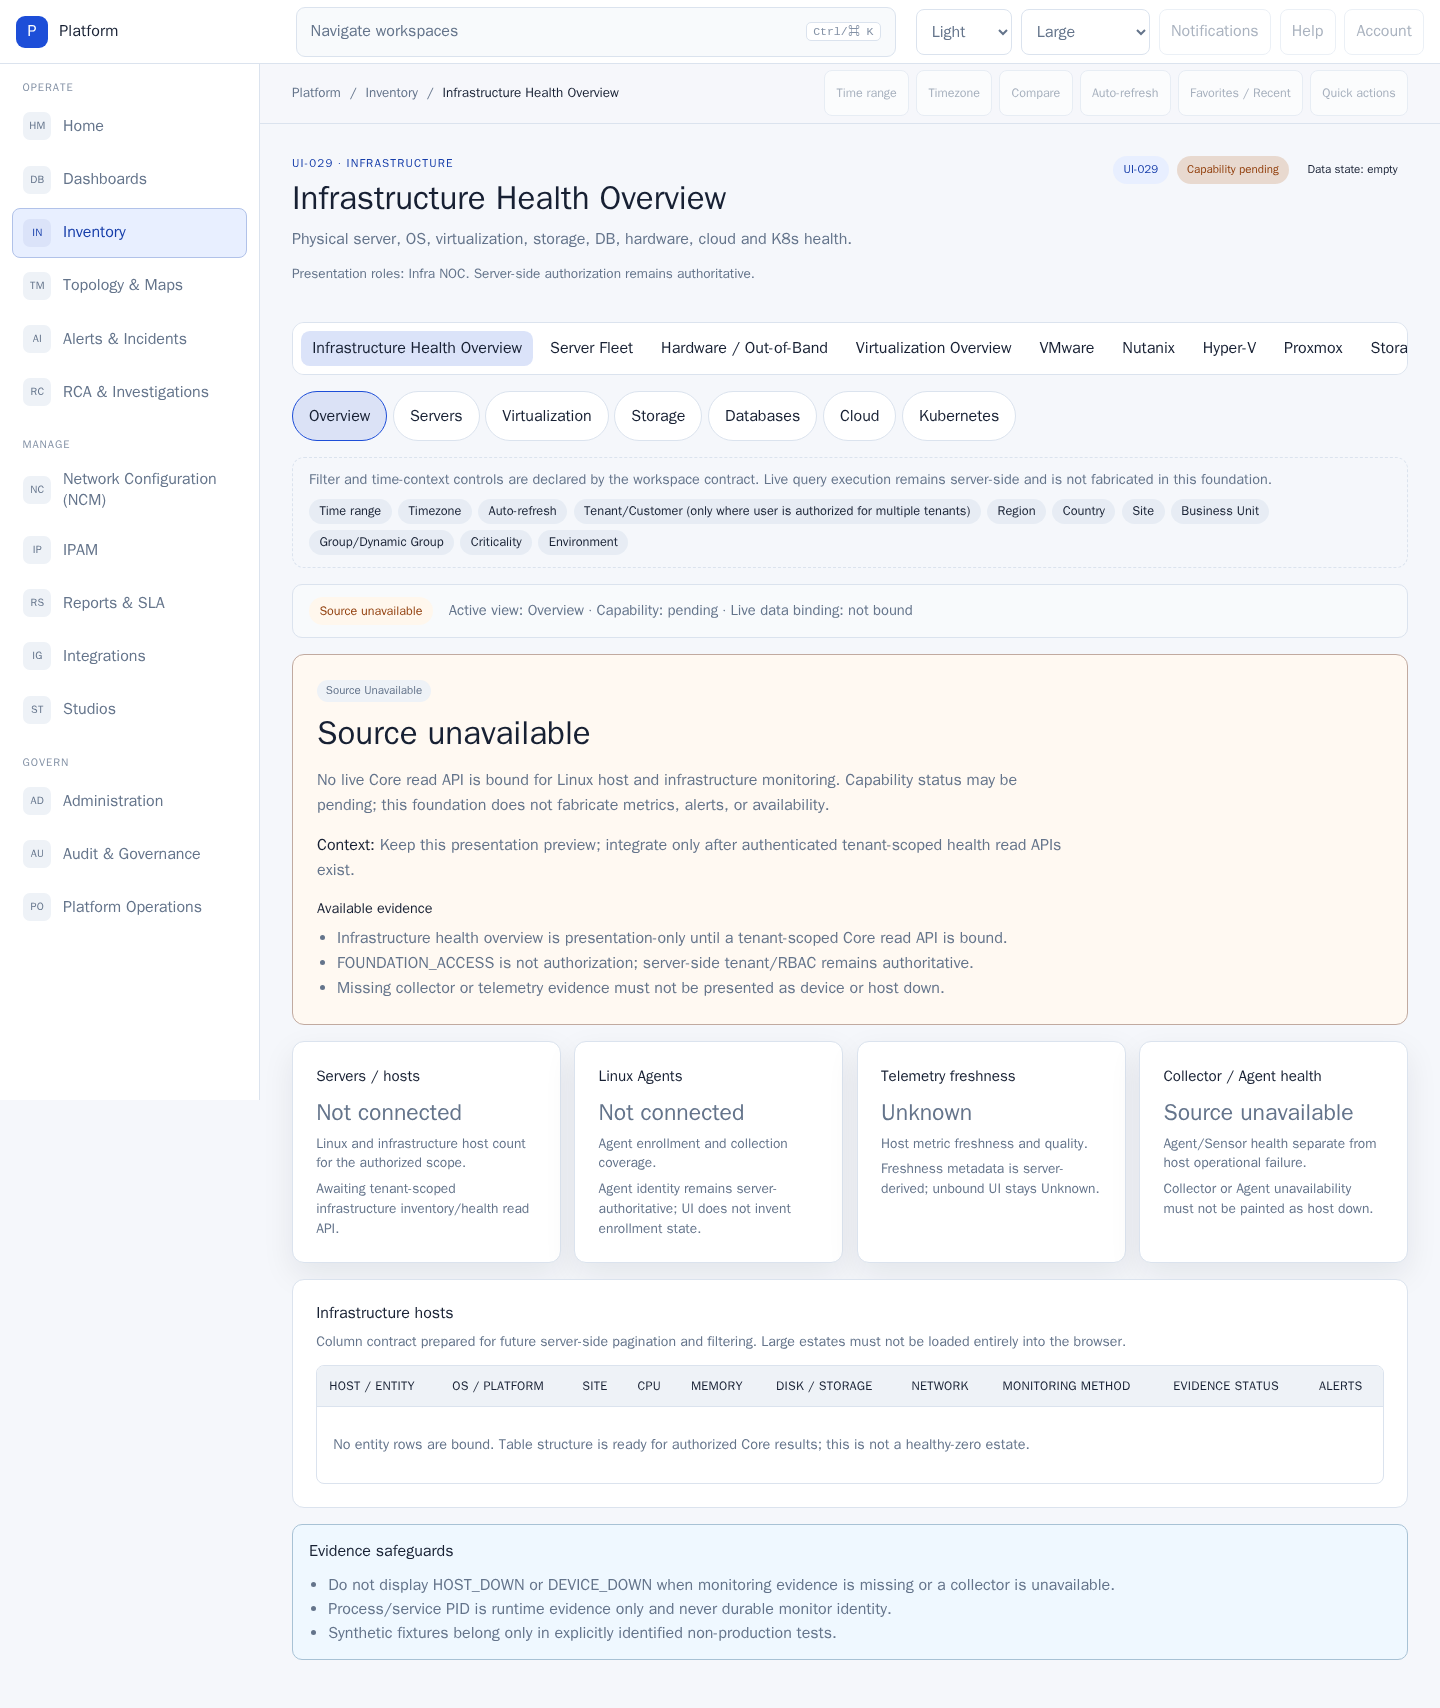 P Platform
Navigate workspaces Ctrl/⌘ K
Light Large Notifications Help Account
OPERATE
HM Home
DB Dashboards
IN Inventory
TM Topology & Maps
AI Alerts & Incidents
RC RCA & Investigations
MANAGE
NC Network Configuration
(NCM)
IP IPAM
RS Reports & SLA
IG Integrations
ST Studios
GOVERN
AD Administration
AU Audit & Governance
PO Platform Operations
Platform / Inventory / Infrastructure Health Overview
Time range Timezone Compare Auto-refresh Favorites / Recent Quick actions
UI-029 · INFRASTRUCTURE
UI-029 Capability pending Data state: empty
Infrastructure Health Overview
Physical server, OS, virtualization, storage, DB, hardware, cloud and K8s health.
Presentation roles: Infra NOC. Server-side authorization remains authoritative.
Infrastructure Health Overview Server Fleet Hardware / Out-of-Band Virtualization Overview VMware Nutanix Hyper-V Proxmox Stora
Overview Servers Virtualization Storage Databases Cloud Kubernetes
Filter and time-context controls are declared by the workspace contract. Live query execution remains server-side and is not fabricated in this foundation.
Time range Timezone Auto-refresh Tenant/Customer (only where user is authorized for multiple tenants) Region Country Site Business Unit
Group/Dynamic Group Criticality Environment
Source unavailable Active view: Overview · Capability: pending · Live data binding: not bound
Source Unavailable
Source unavailable
No live Core read API is bound for Linux host and infrastructure monitoring. Capability status may be
pending; this foundation does not fabricate metrics, alerts, or availability.
Context: Keep this presentation preview; integrate only after authenticated tenant-scoped health read APIs
exist.
Available evidence
• Infrastructure health overview is presentation-only until a tenant-scoped Core read API is bound.
• FOUNDATION_ACCESS is not authorization; server-side tenant/RBAC remains authoritative.
• Missing collector or telemetry evidence must not be presented as device or host down.
Servers / hosts
Not connected
Linux and infrastructure host count
for the authorized scope.
Awaiting tenant-scoped
infrastructure inventory/health read
API.
Linux Agents
Not connected
Agent enrollment and collection
coverage.
Agent identity remains server-
authoritative; UI does not invent
enrollment state.
Telemetry freshness
Unknown
Host metric freshness and quality.
Freshness metadata is server-
derived; unbound UI stays Unknown.
Collector / Agent health
Source unavailable
Agent/Sensor health separate from
host operational failure.
Collector or Agent unavailability
must not be painted as host down.
Infrastructure hosts
Column contract prepared for future server-side pagination and filtering. Large estates must not be loaded entirely into the browser.
HOST / ENTITY OS / PLATFORM SITE CPU MEMORY DISK / STORAGE NETWORK MONITORING METHOD EVIDENCE STATUS ALERTS
No entity rows are bound. Table structure is ready for authorized Core results; this is not a healthy-zero estate.
Evidence safeguards
• Do not display HOST_DOWN or DEVICE_DOWN when monitoring evidence is missing or a collector is unavailable.
• Process/service PID is runtime evidence only and never durable monitor identity.
• Synthetic fixtures belong only in explicitly identified non-production tests.